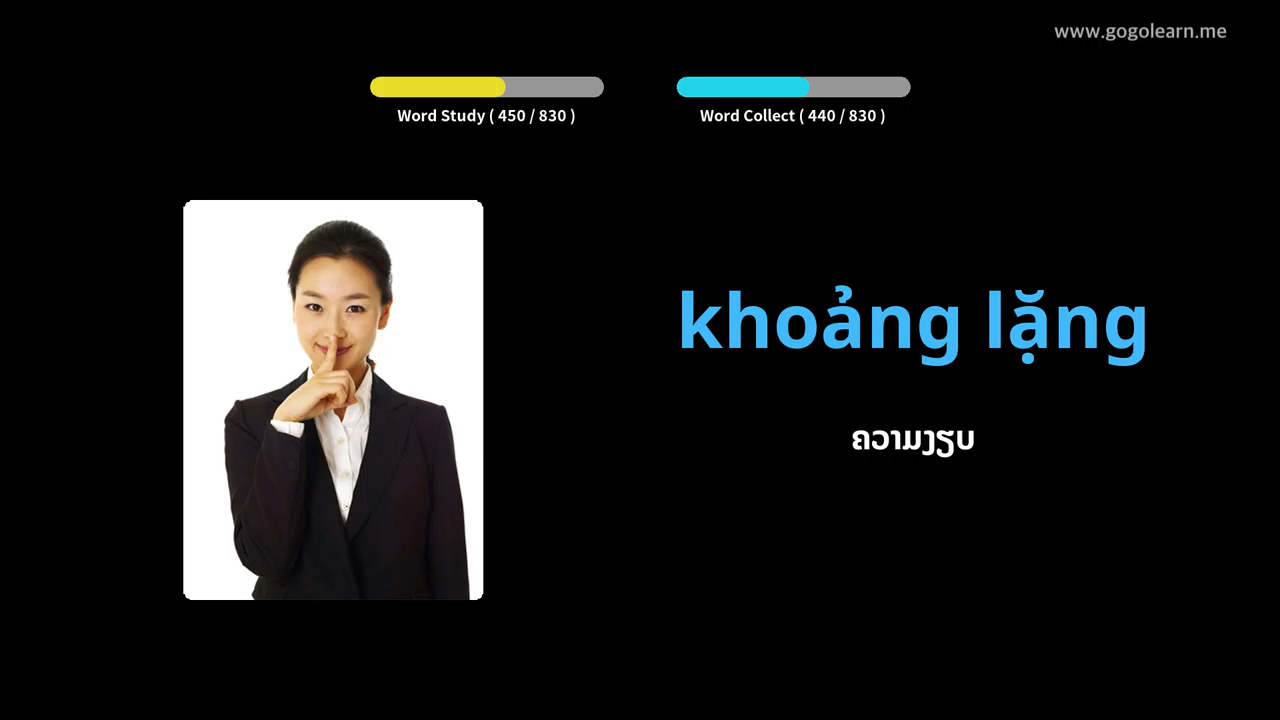 www.gogolearn.me
Word Study ( 450 / 830 )
Word Collect ( 440 / 830 )
khoảng lặng
ຄວາມງຽບ